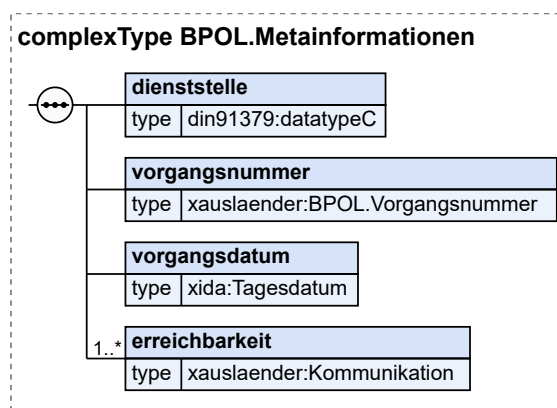 complexType BPOL.Metainformationen
dienststelle
type din91379:datatypeC
vorgangsnummer
type xauslaender:BPOL.Vorgangsnummer
vorgangsdatum
type xida:Tagesdatum
1..* erreichbarkeit
type xauslaender:Kommunikation